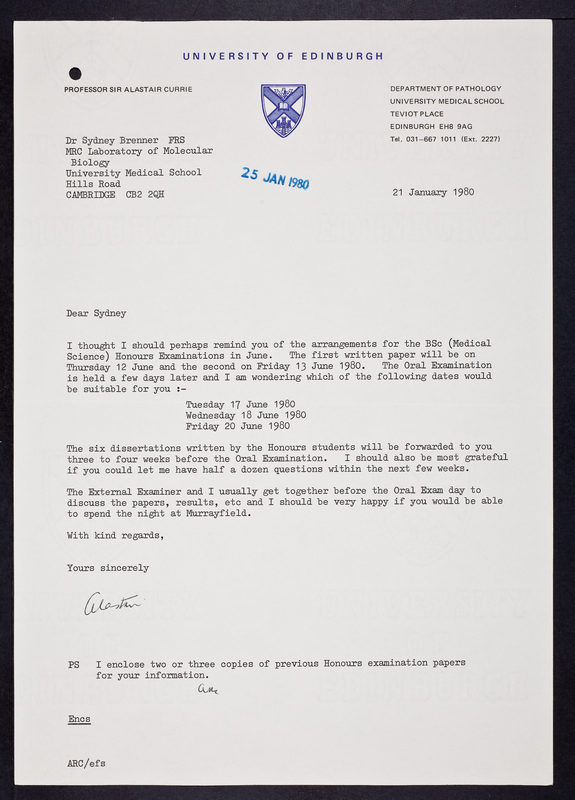 UNIVERSITY OF EDINBURGH
PROFESSOR SIR ALASTAIR CURRIE
DEPARTMENT OF PATHOLOGY
UNIVERSITY MEDICAL SCHOOL
TEVIOT PLACE
EDINBURGH EH8 9AG
Tel. 031-667 1011 (Ext. 2227)
Dr Sydney Brenner FRS
MRC Laboratory of Molecular
Biology
University Medical School
Hills Road
CAMBRIDGE CB2 2QH
25 JAN 1980
21 January 1980
Dear Sydney
I thought I should perhaps remind you of the arrangements for the BSc (Medical
Science) Honours Examinations in June. The first written paper will be on
Thursday 12 June and the second on Friday 13 June 1980. The Oral Examination
is held a few days later and I am wondering which of the following dates would
be suitable for you :-
Tuesday 17 June 1980
Wednesday 18 June 1980
Friday 20 June 1980
The six dissertations written by the Honours students will be forwarded to you
three to four weeks before the Oral Examination. I should also be most grateful
if you could let me have half a dozen questions within the next few weeks.
The External Examiner and I usually get together before the Oral Exam day to
discuss the papers, results, etc and I should be very happy if you would be able
to spend the night at Murrayfield.
With kind regards,
Yours sincerely
Alastair
PS I enclose two or three copies of previous Honours examination papers
for your information.
Encs
ARC/efs